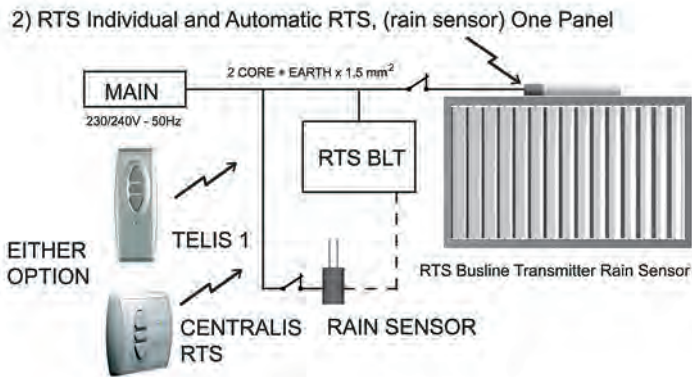 2) RTS Individual and Automatic RTS, (rain sensor) One Panel
2 CORE + EARTH x 1.5 mm²
MAIN
230/240V - 50Hz
RTS BLT
TELIS 1
EITHER
OPTION
RTS Busline Transmitter Rain Sensor
CENTRALIS
RTS
RAIN SENSOR